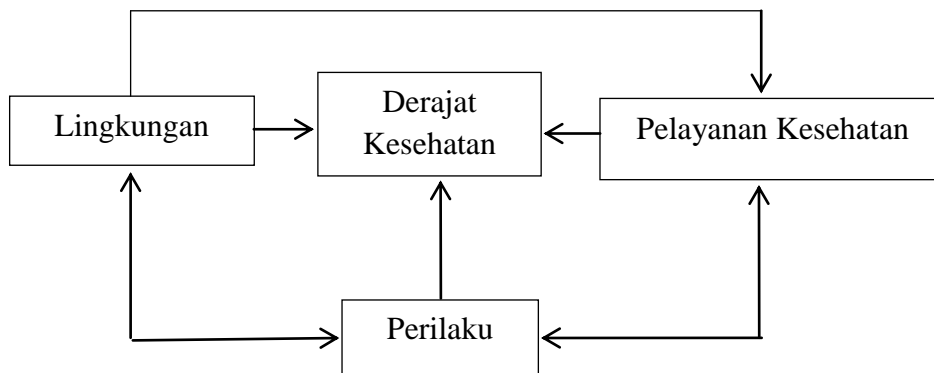 Lingkungan
Derajat
Kesehatan
Pelayanan Kesehatan
Perilaku